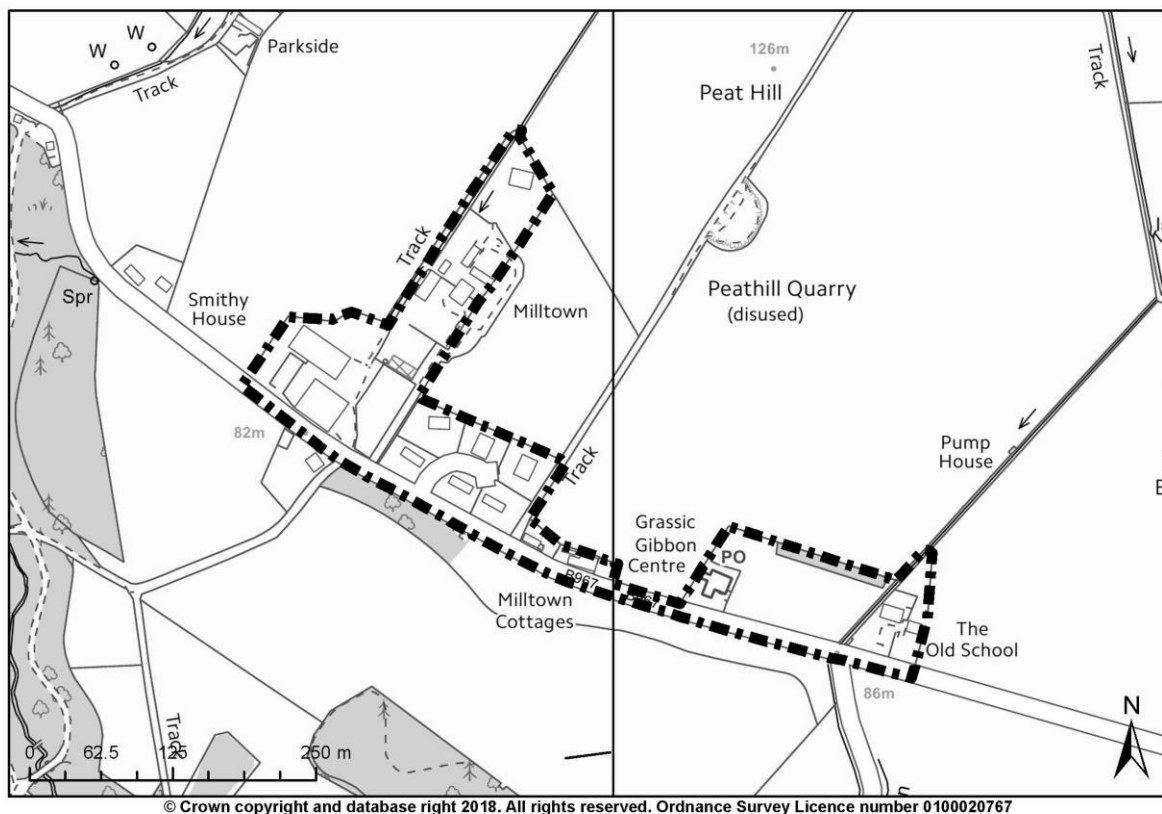 W
W
Parkside
Track
126m
Peat Hill
Track
Track
Smithy
House
Spr
Milltown
Peathill Quarry
(disused)
82m
Track
Pump
House
Grassic
Gibbon
Centre
PO
B967
Milltown
Cottages
The
Old School
86m
Track
N
0 62.5 125 250 m
© Crown copyright and database right 2018. All rights reserved. Ordnance Survey Licence number 0100020767